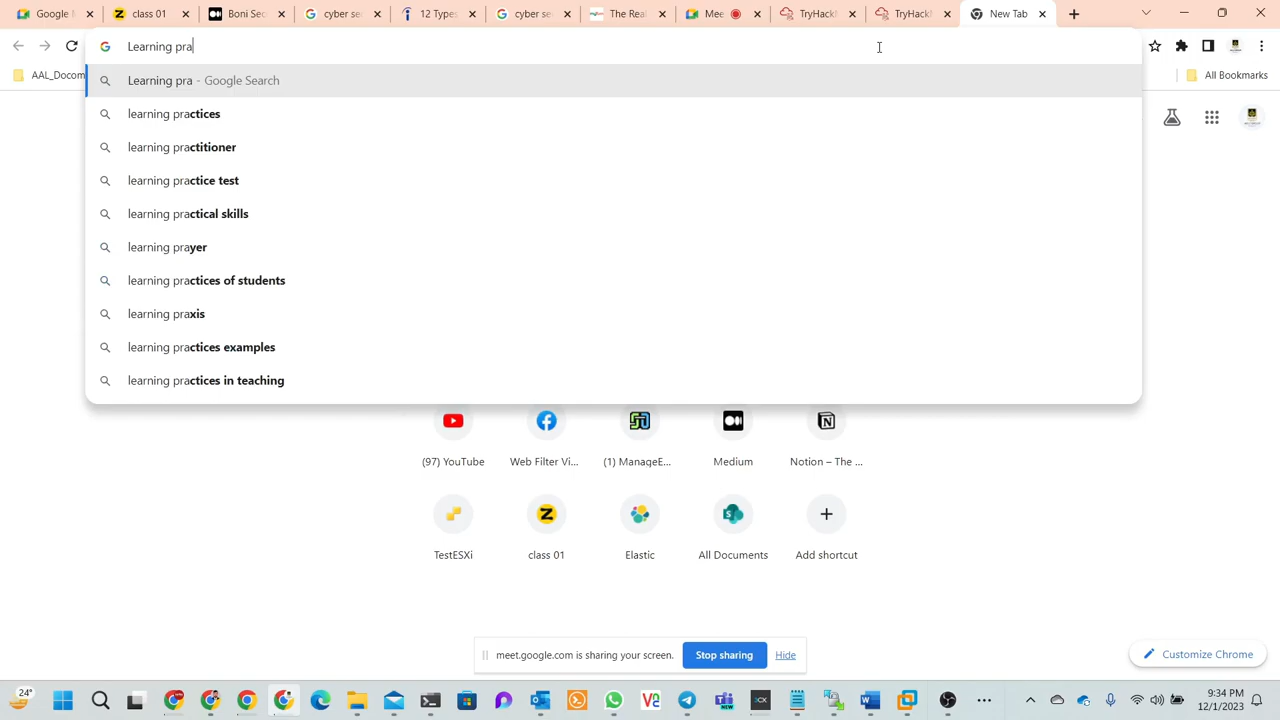 Google M
class 01
Boni Sec
cyber se
12 Types
cyber se
The Rea
Mee
TryHack
TryHack
New Tab
Learning pra
AAL_Docum
All Bookmarks
Learning pra - Google Search
learning practices
learning practitioner
learning practice test
learning practical skills
learning prayer
learning practices of students
learning praxis
learning practices examples
learning practices in teaching
(97) YouTube
Web Filter Vi...
(1) ManageE...
Medium
Notion – The ...
TestESXi
class 01
Elastic
All Documents
Add shortcut
meet.google.com is sharing your screen.
Stop sharing
Hide
Customize Chrome
24°
9:34 PM
12/1/2023